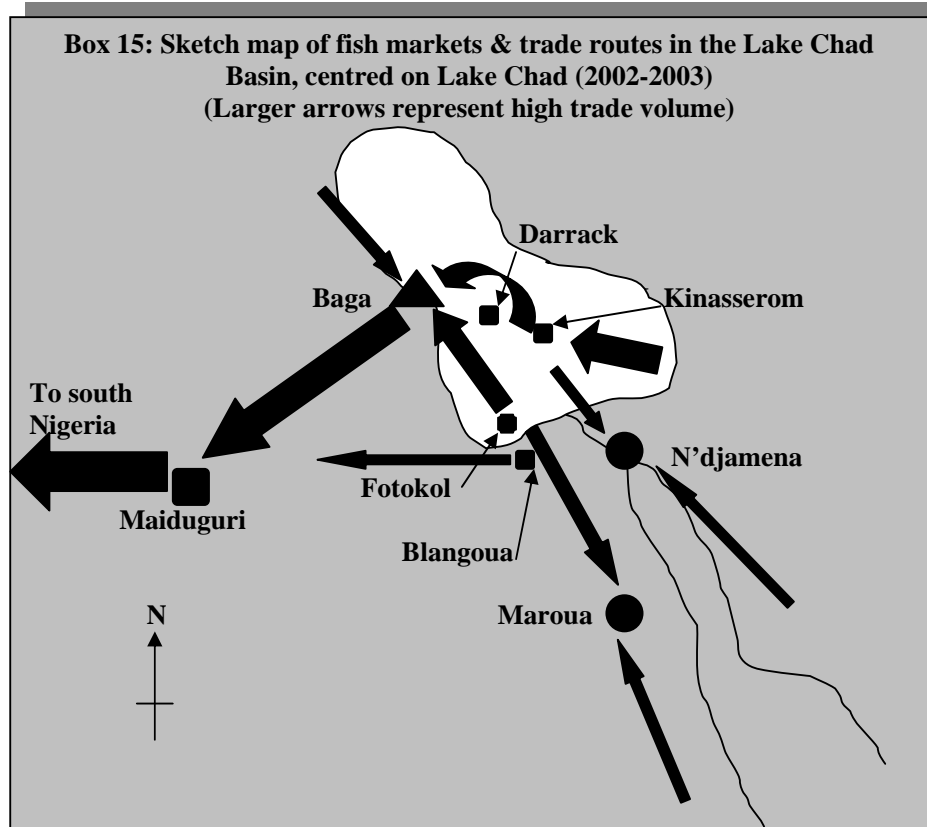 Box 15: Sketch map of fish markets & trade routes in the Lake Chad
Basin, centred on Lake Chad (2002-2003)
(Larger arrows represent high trade volume)
Darrack
Baga
Kinasserom
To south
Nigeria
N’djamena
Fotokol
Maiduguri
Blangoua
Maroua
N